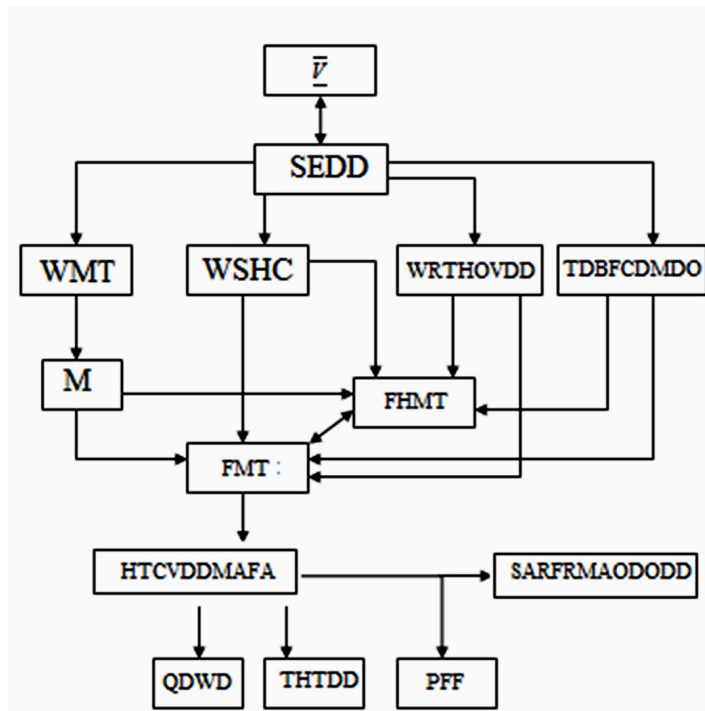 V̲̅
SEDD
WMT
WSHC
WRTHOVDD
TDBFCDMDO
M
FHMT
FMT :
HTCVDDMAFA
SARFRMAODODD
QDWD
THTDD
PFF